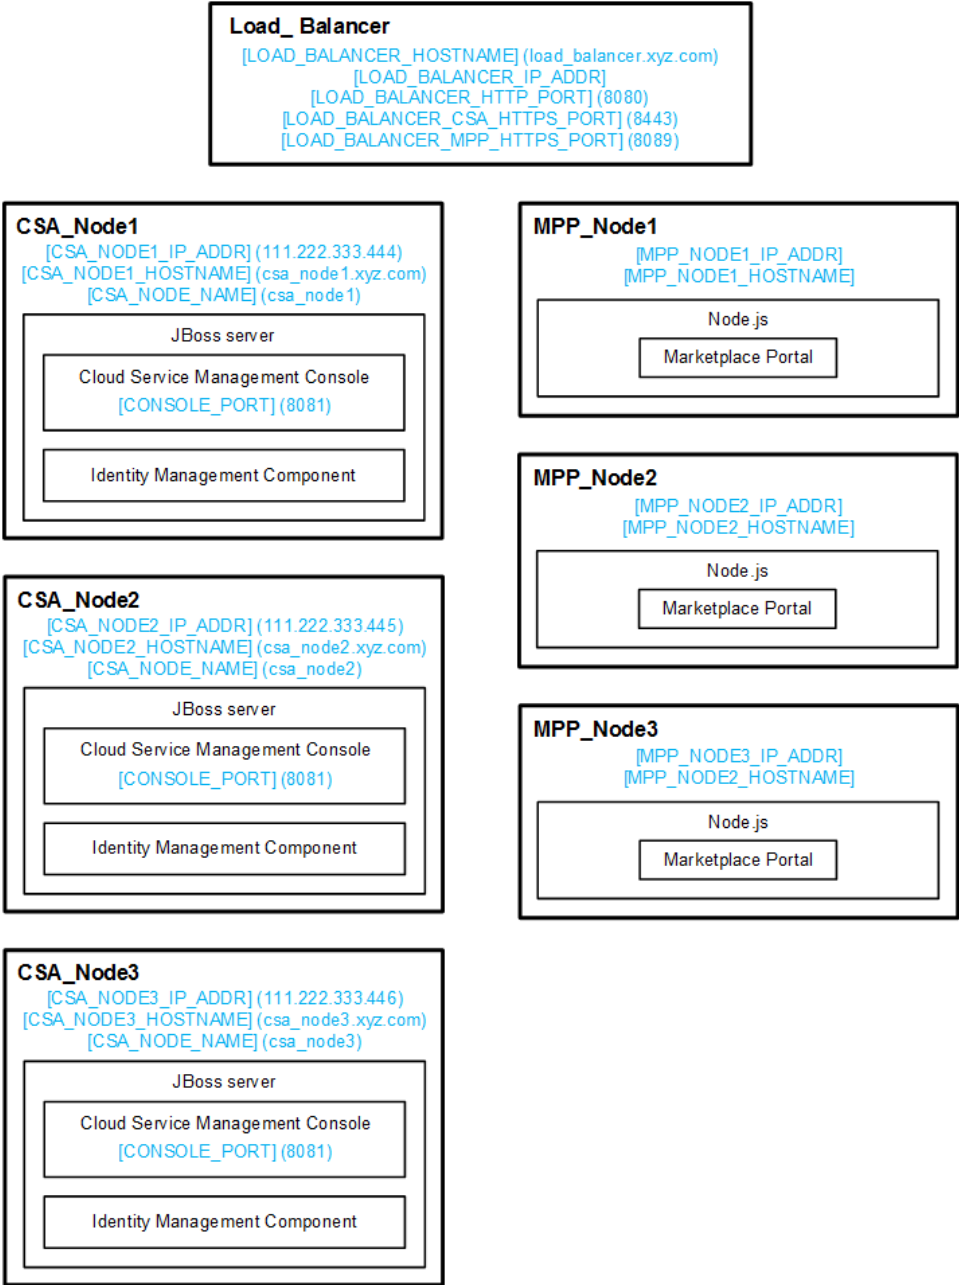 Load_ Balancer
[LOAD_BALANCER_HOSTNAME] (load_balancer.xyz.com)
[LOAD_BALANCER_IP_ADDR]
[LOAD_BALANCER_HTTP_PORT] (8080)
[LOAD_BALANCER_CSA_HTTPS_PORT] (8443)
[LOAD_BALANCER_MPP_HTTPS_PORT] (8089)
CSA_Node1
[CSA_NODE1_IP_ADDR] (111.222.333.444)
[CSA_NODE1_HOSTNAME] (csa_node1.xyz.com)
[CSA_NODE_NAME] (csa_node1)
JBoss server
Cloud Service Management Console
[CONSOLE_PORT] (8081)
Identity Management Component
CSA_Node2
[CSA_NODE2_IP_ADDR] (111.222.333.445)
[CSA_NODE2_HOSTNAME] (csa_node2.xyz.com)
[CSA_NODE_NAME] (csa_node2)
JBoss server
Cloud Service Management Console
[CONSOLE_PORT] (8081)
Identity Management Component
CSA_Node3
[CSA_NODE3_IP_ADDR] (111.222.333.446)
[CSA_NODE3_HOSTNAME] (csa_node3.xyz.com)
[CSA_NODE_NAME] (csa_node3)
JBoss server
Cloud Service Management Console
[CONSOLE_PORT] (8081)
Identity Management Component
MPP_Node1
[MPP_NODE1_IP_ADDR]
[MPP_NODE1_HOSTNAME]
Node.js
Marketplace Portal
MPP_Node2
[MPP_NODE2_IP_ADDR]
[MPP_NODE2_HOSTNAME]
Node.js
Marketplace Portal
MPP_Node3
[MPP_NODE3_IP_ADDR]
[MPP_NODE2_HOSTNAME]
Node.js
Marketplace Portal